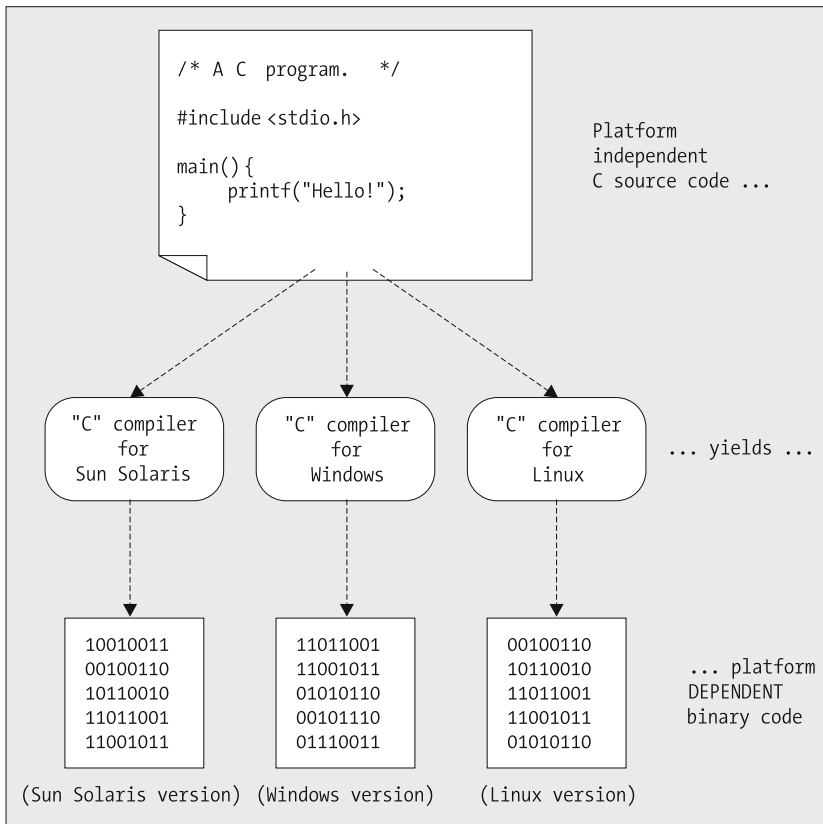 /* A C program. */
#include <stdio.h>
main() {
printf("Hello!");
}
Platform
independent
C source code ...
"C" compiler
for
Sun Solaris
"C" compiler
for
Windows
"C" compiler
for
Linux
... yields ...
10010011
00100110
10110010
11011001
11001011
11011001
11001011
01010110
00101110
01110011
00100110
10110010
11011001
11001011
01010110
... platform
DEPENDENT
binary code
(Sun Solaris version)
(Windows version)
(Linux version)